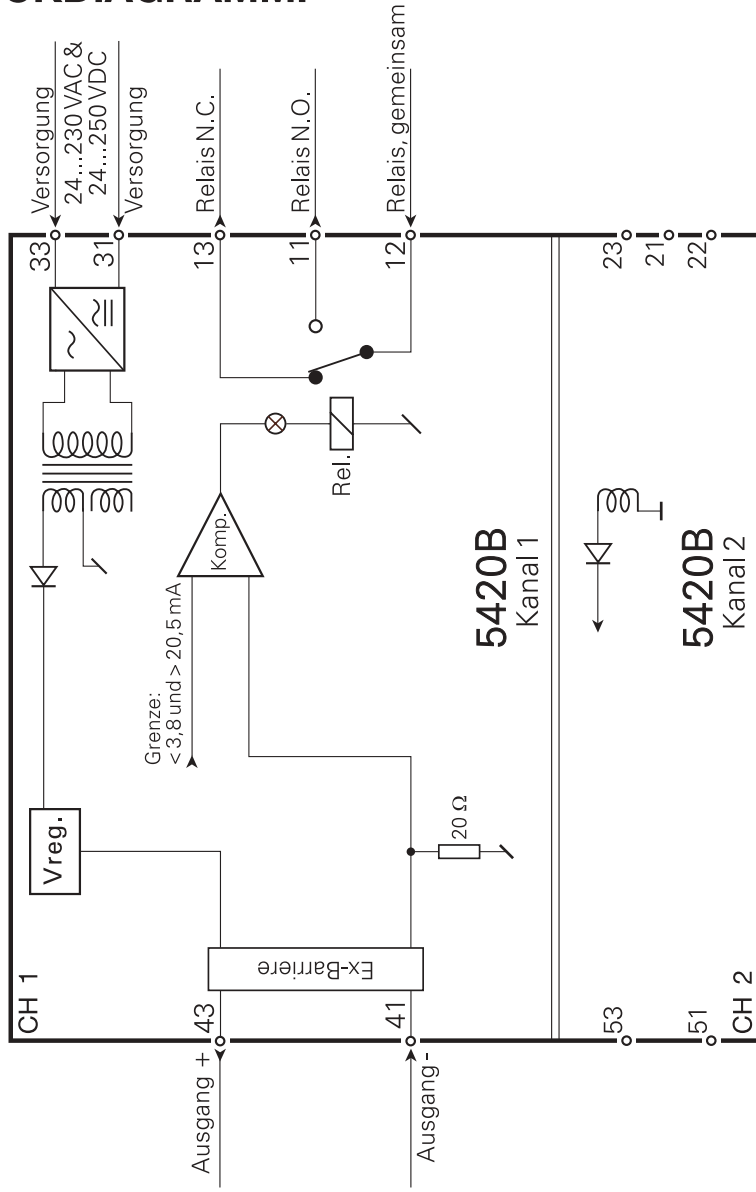 CH 1
Ausgang +
43
Ausgang -
41
Ex-Barriere
Vreg.
20 Ω
Grenze:
< 3,8 und > 20,5 mA
Komp.
Rel.
33
Versorgung
24...230 VAC &
24...250 VDC
31
Versorgung
13
Relais N.C.
11
Relais N.O.
12
Relais, gemeinsam
5420B
Kanal 1
53
51
CH 2
23
21
22
5420B
Kanal 2